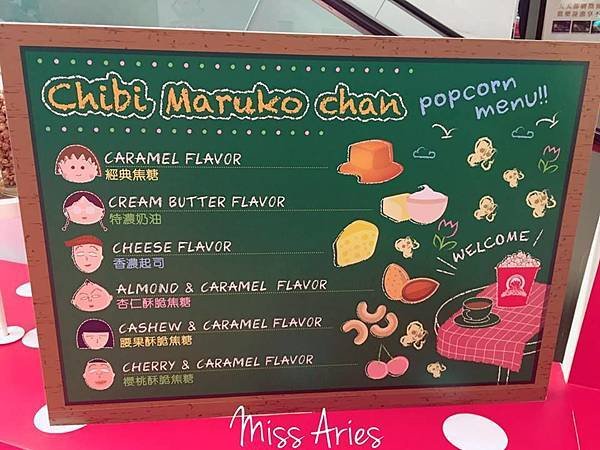 Chibi Maruko chan
popcorn
menu!!
CARAMEL FLAVOR
經典焦糖
CREAM BUTTER FLAVOR
特濃奶油
CHEESE FLAVOR
香濃起司
ALMOND & CARAMEL FLAVOR
杏仁酥脆焦糖
CASHEW & CARAMEL FLAVOR
腰果酥脆焦糖
CHERRY & CARAMEL FLAVOR
櫻桃酥脆焦糖
WELCOME
Miss Aries